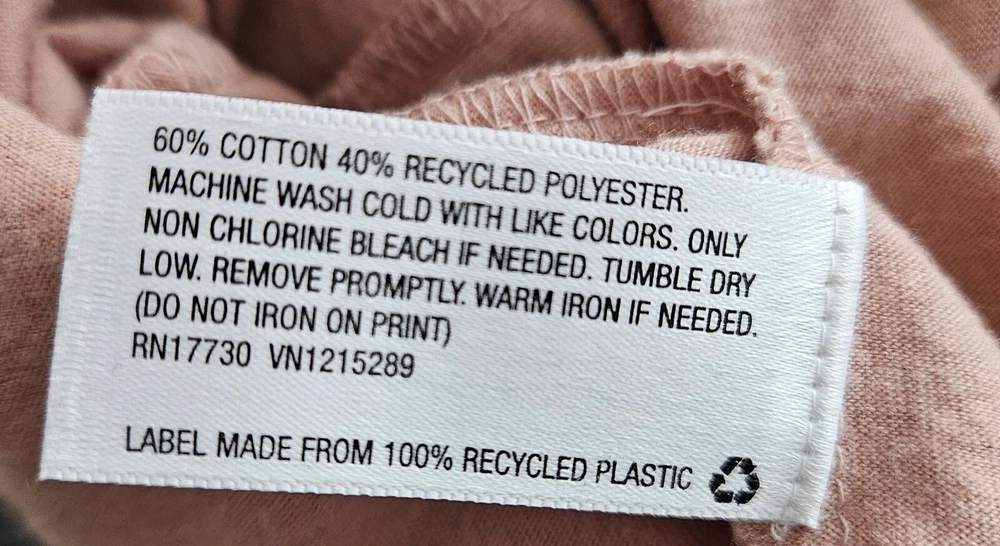 60% COTTON 40% RECYCLED POLYESTER.
MACHINE WASH COLD WITH LIKE COLORS. ONLY
NON CHLORINE BLEACH IF NEEDED. TUMBLE DRY
LOW. REMOVE PROMPTLY. WARM IRON IF NEEDED.
(DO NOT IRON ON PRINT)
RN17730 VN1215289
LABEL MADE FROM 100% RECYCLED PLASTIC